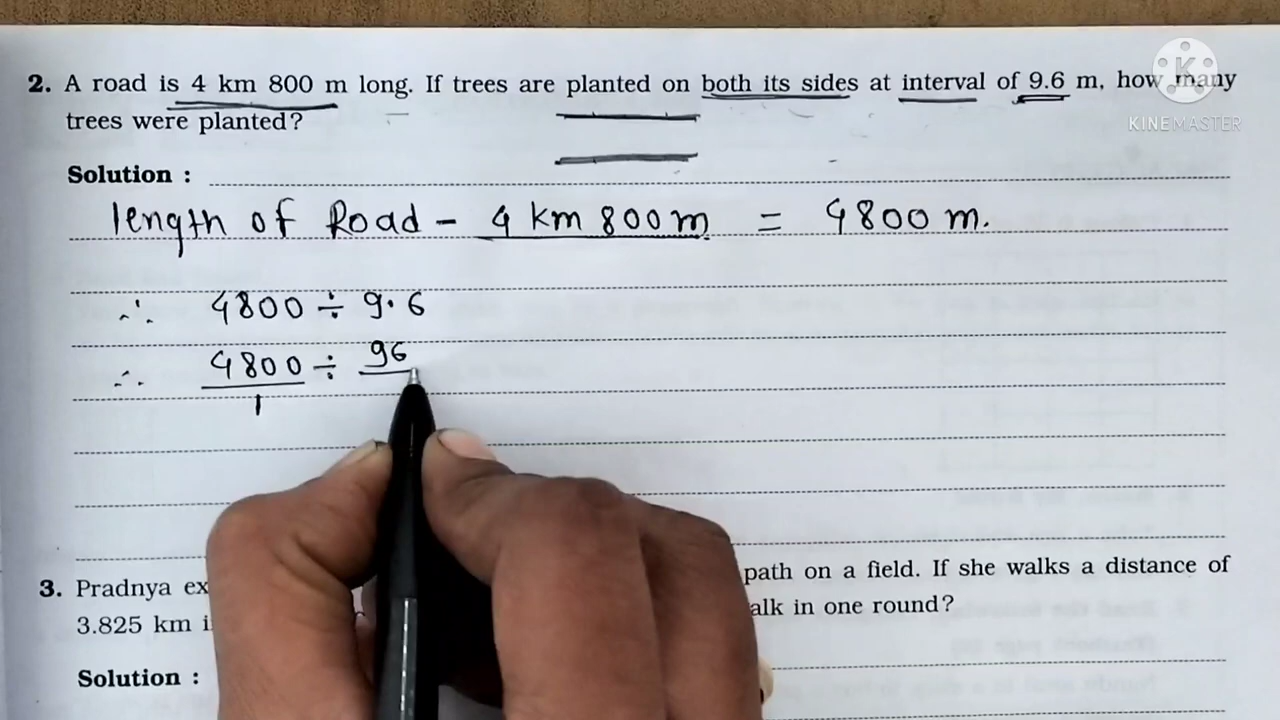 2. A road is 4 km 800 m long. If trees are planted on both its sides at interval of 9.6 m, how many
trees were planted?
KINEMASTER
Solution :
length of Road - 4 km 800 m = 4800 m.
∴ 4800 ÷ 9.6
∴ 4800/1 ÷ 96
3. Pradnya ex path on a field. If she walks a distance of
3.825 km i alk in one round?
Solution :